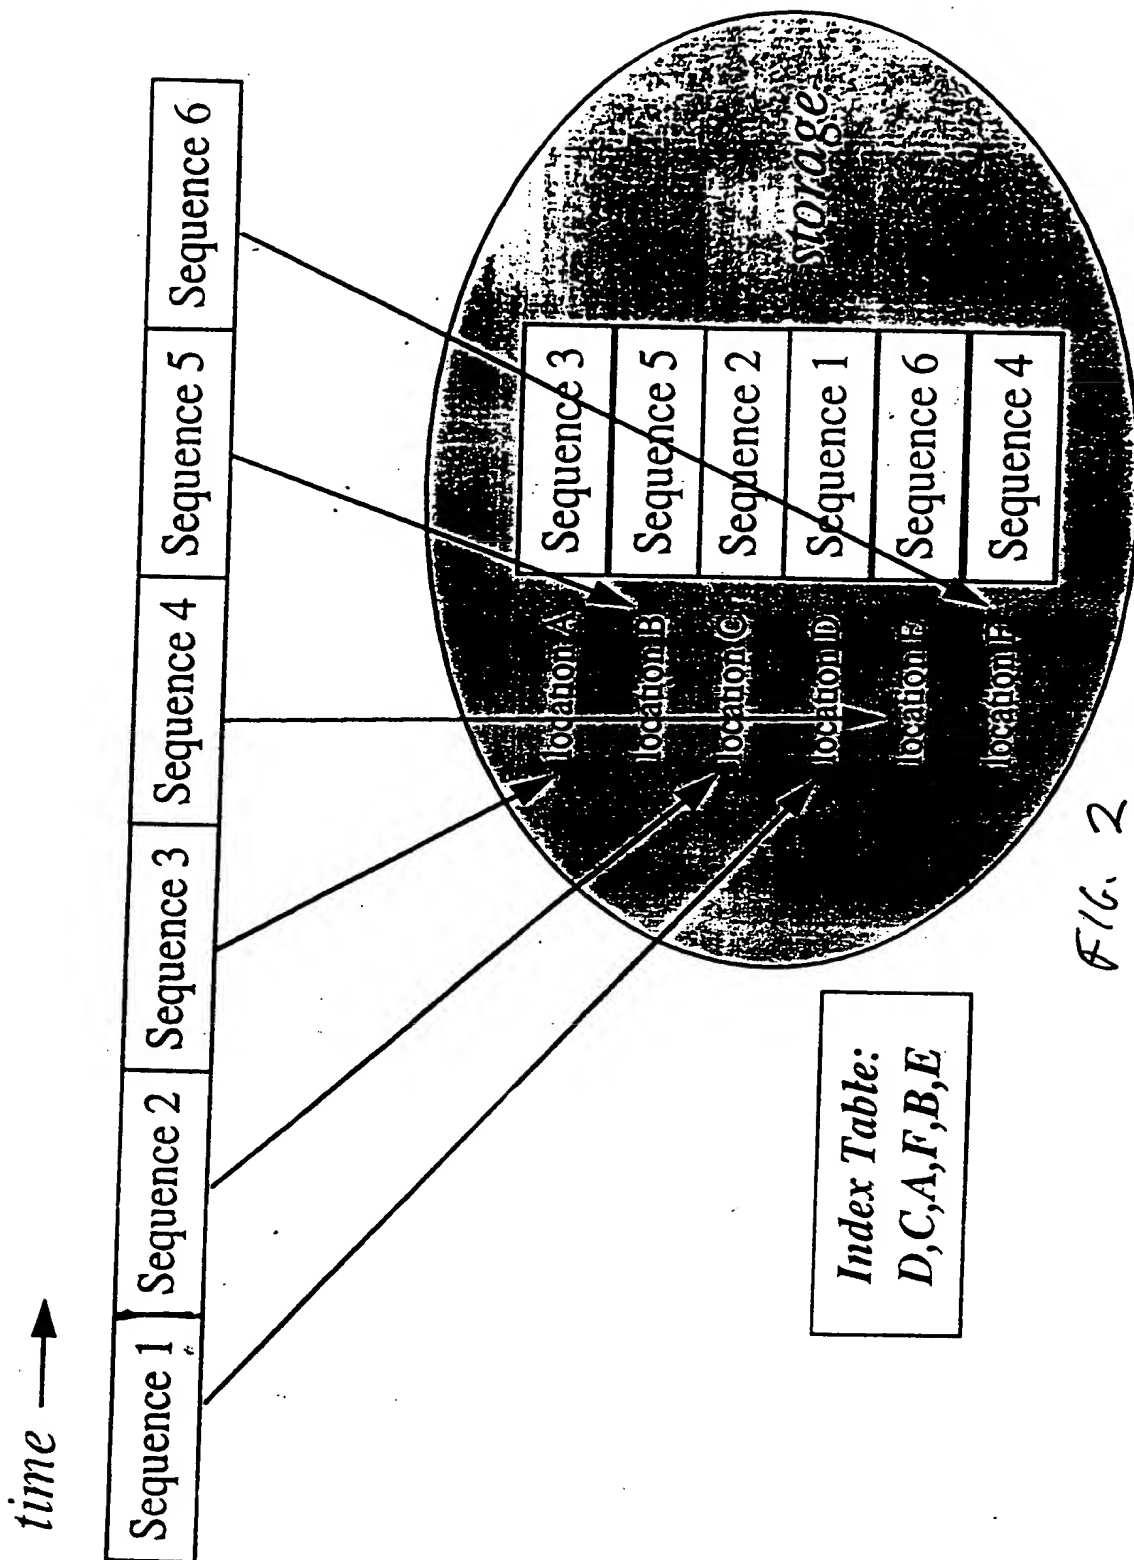 time
Sequence 1
Sequence 2
Sequence 3
Sequence 4
Sequence 5
Sequence 6
location A
Sequence 3
location B
Sequence 5
location C
Sequence 2
location D
Sequence 1
location E
Sequence 6
location F
Sequence 4
storage
Index Table:
D,C,A,F,B,E
FIG. 2